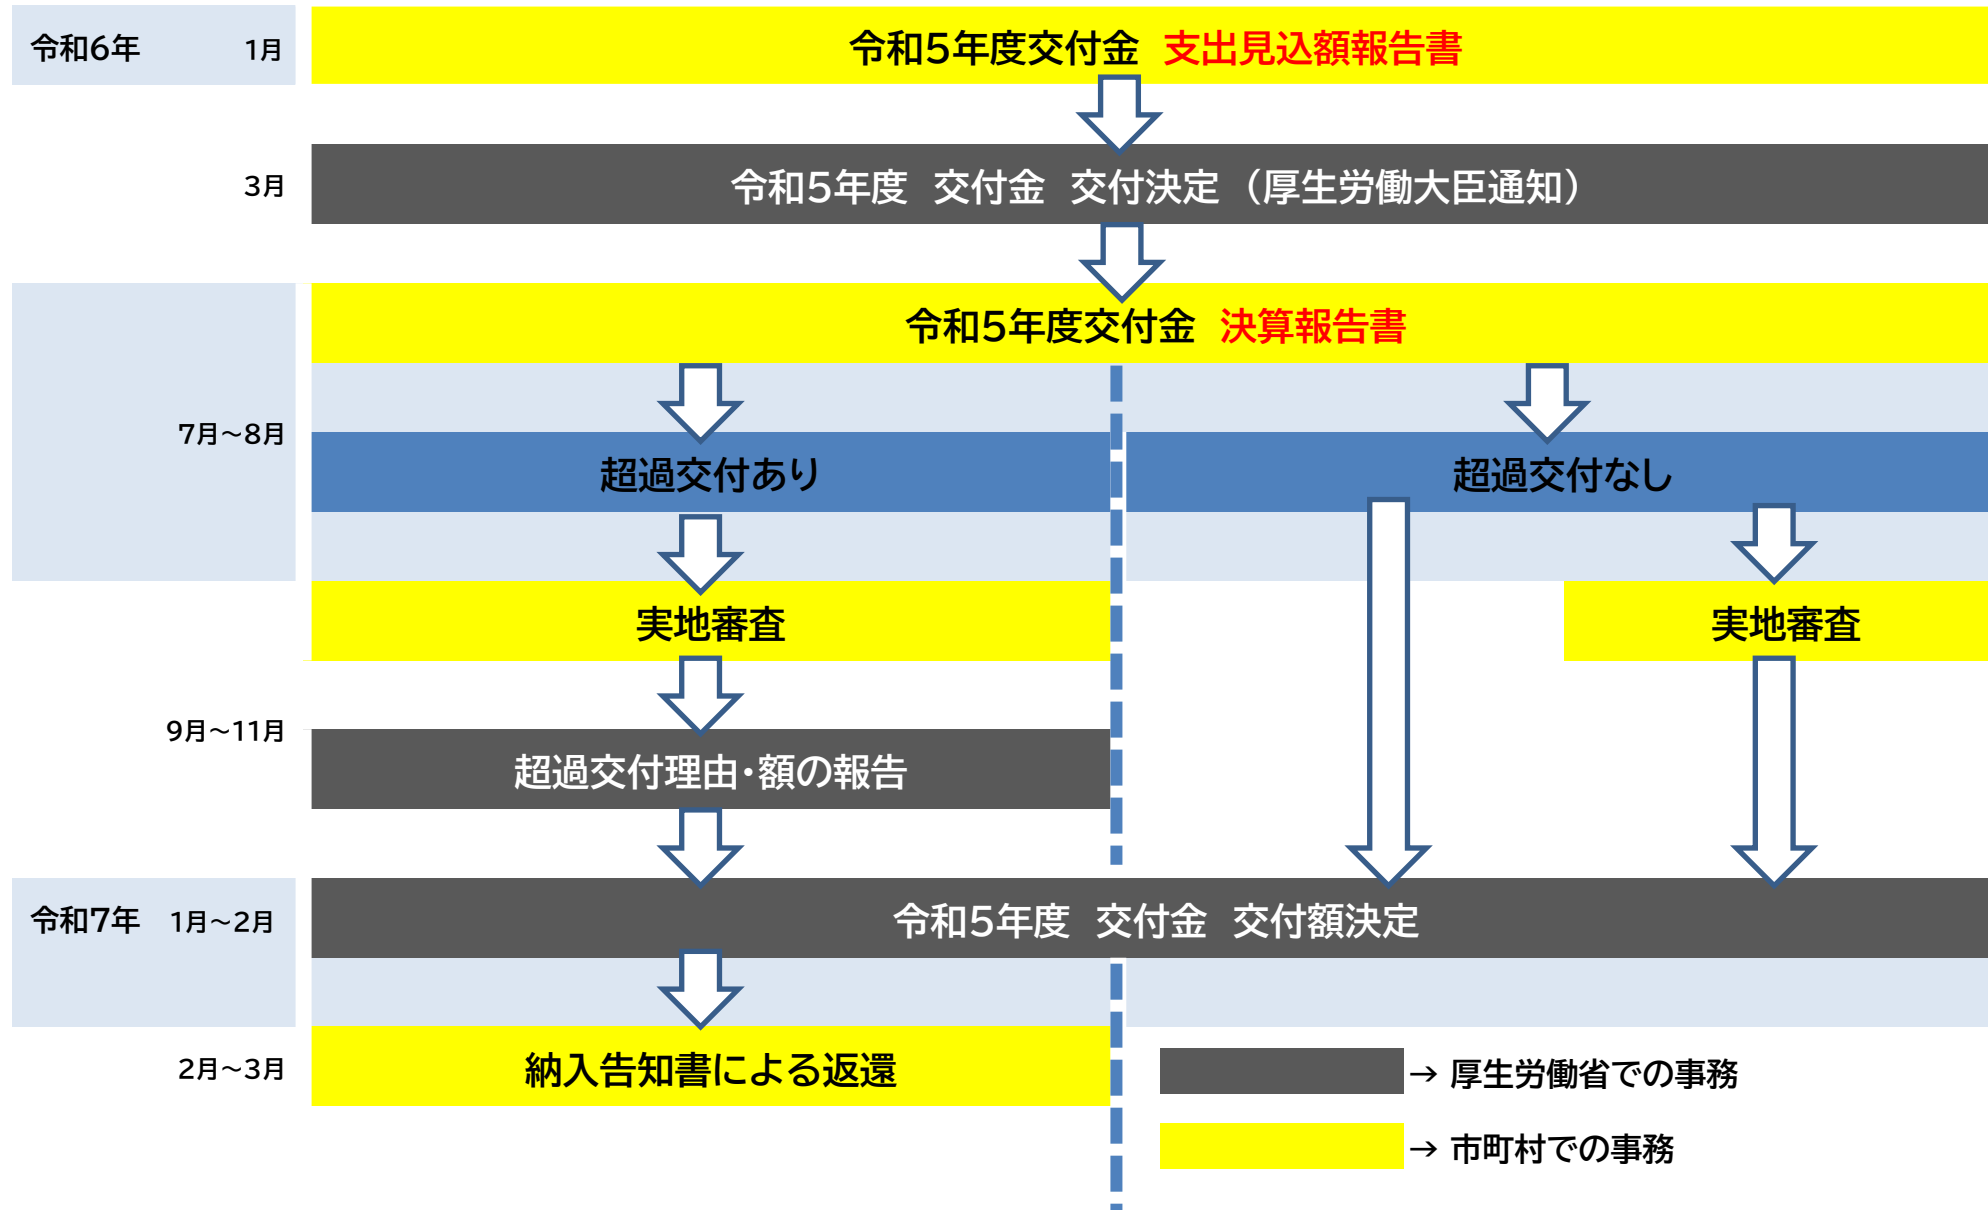 令和6年 1月
令和5年度交付金 支出見込額報告書
3月
令和5年度 交付金 交付決定（厚生労働大臣通知）
令和5年度交付金 決算報告書
7月～8月
超過交付あり
超過交付なし
実地審査
実地審査
9月～11月
超過交付理由・額の報告
令和7年 1月～2月
令和5年度 交付金 交付額決定
2月～3月
納入告知書による返還
→ 厚生労働省での事務
→ 市町村での事務